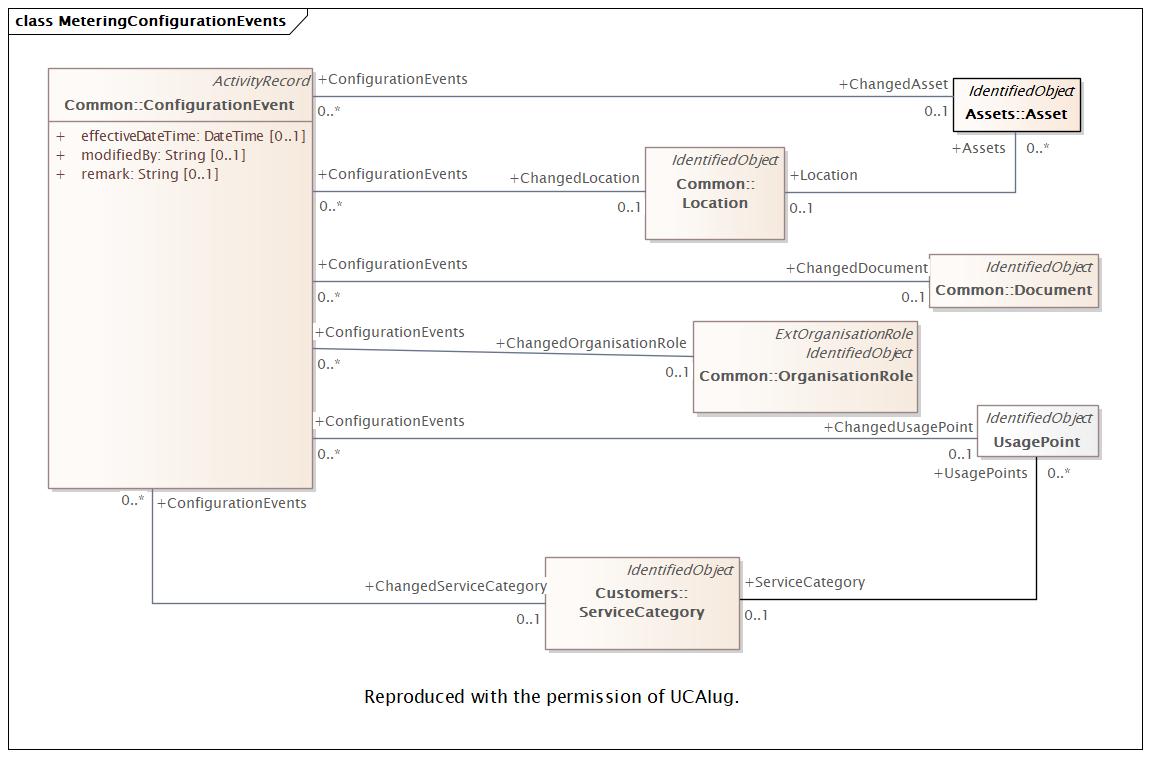 class MeteringConfigurationEvents
ActivityRecord
Common::ConfigurationEvent
+ effectiveDateTime: DateTime [0..1]
+ modifiedBy: String [0..1]
+ remark: String [0..1]
+ConfigurationEvents
0..*
+ChangedAsset
0..1
IdentifiedObject
Assets::Asset
+Assets
0..*
+ConfigurationEvents
0..*
+ChangedLocation
0..1
IdentifiedObject
Common::
Location
+Location
0..1
+ConfigurationEvents
0..*
+ChangedDocument
0..1
IdentifiedObject
Common::Document
+ConfigurationEvents
0..*
+ChangedOrganisationRole
0..1
ExtOrganisationRole
IdentifiedObject
Common::OrganisationRole
+ConfigurationEvents
0..*
+ChangedUsagePoint
0..1
IdentifiedObject
UsagePoint
+UsagePoints
0..*
0..*
+ConfigurationEvents
+ChangedServiceCategory
0..1
IdentifiedObject
Customers::
ServiceCategory
+ServiceCategory
0..1
Reproduced with the permission of UCAIug.